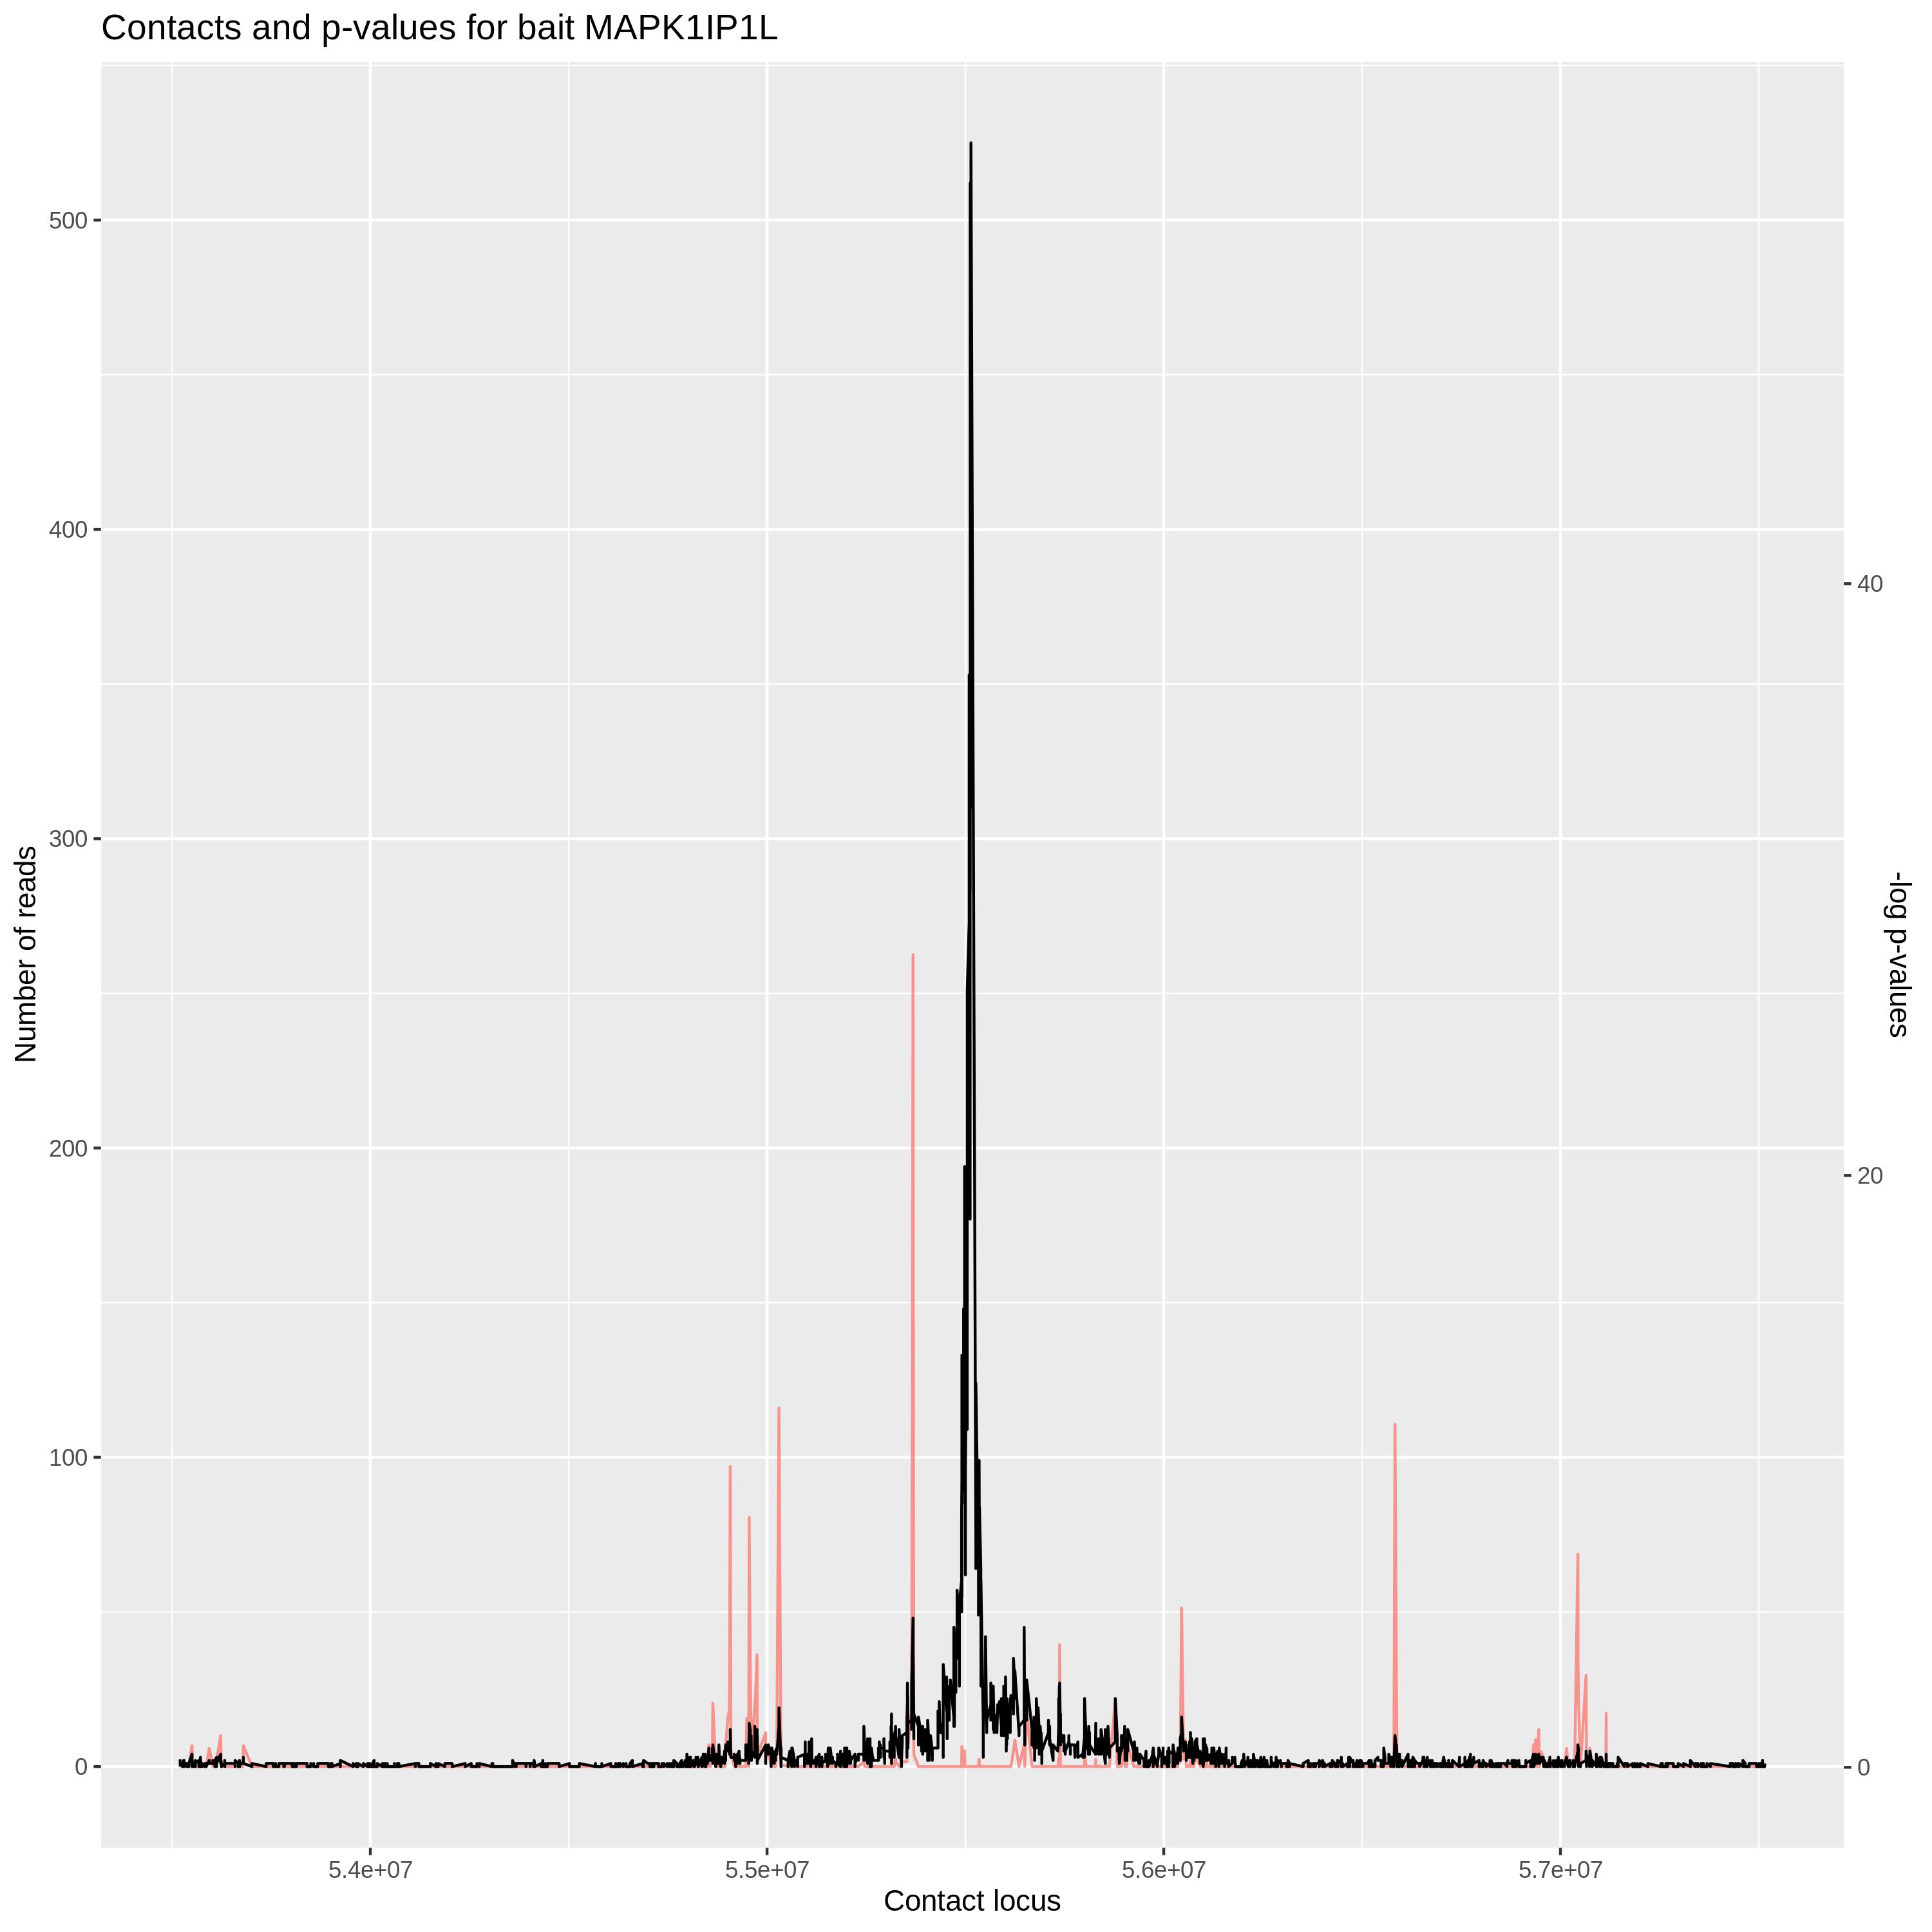 Contacts and p-values for bait MAPK1IP1L
500
400
300
200
100
0
Number of reads
40
20
0
-log p-values
5.4e+07
5.5e+07
5.6e+07
5.7e+07
Contact locus